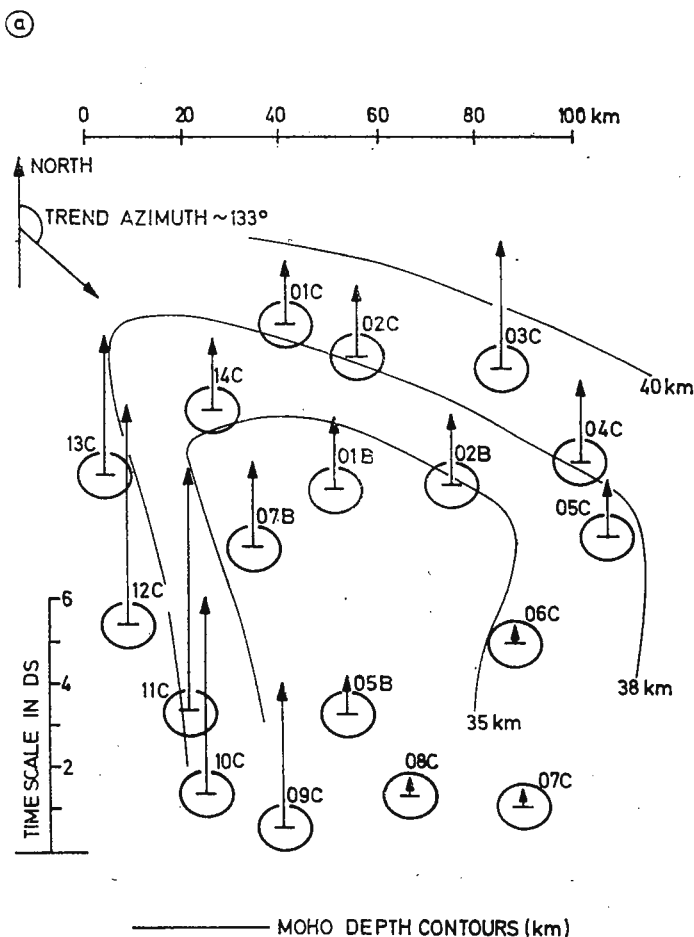 a
0 20 40 60 80 100 km
NORTH
TREND AZIMUTH ~133°
01C
02C
03C
14C
40 km
04C
13C
01B
02B
05C
07B
12C
6
06C
11C
05B
4
38 km
35 km
10C
08C
07C
2
09C
TIME SCALE IN DS
MOHO DEPTH CONTOURS (km)